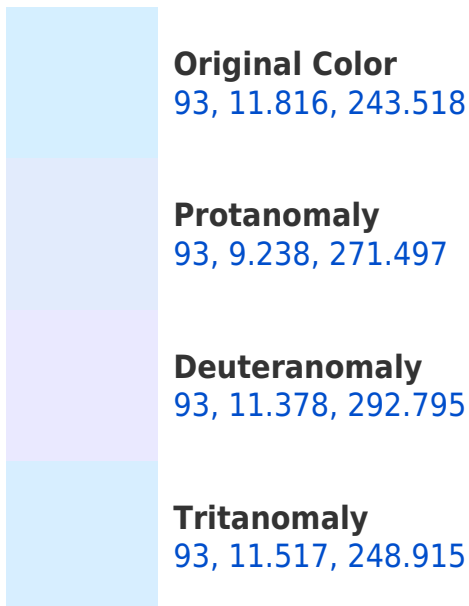 Original Color
93, 11.816, 243.518
Protanomaly
93, 9.238, 271.497
Deuteranomaly
93, 11.378, 292.795
Tritanomaly
93, 11.517, 248.915